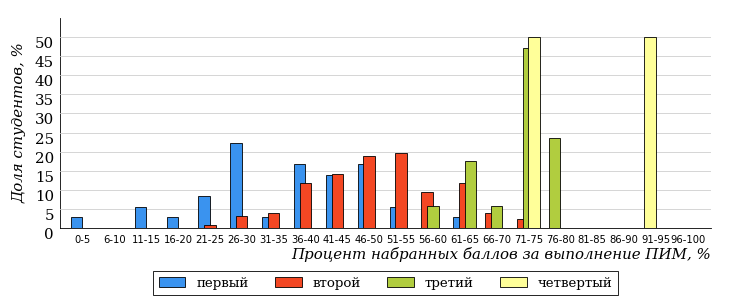 Доля студентов, %
50
45
40
35
30
25
20
15
10
5
0
0-5 6-10 11-15 16-20 21-25 26-30 31-35 36-40 41-45 46-50 51-55 56-60 61-65 66-70 71-75 76-80 81-85 86-90 91-95 96-100
Процент набранных баллов за выполнение ПИМ, %
первый второй третий четвертый